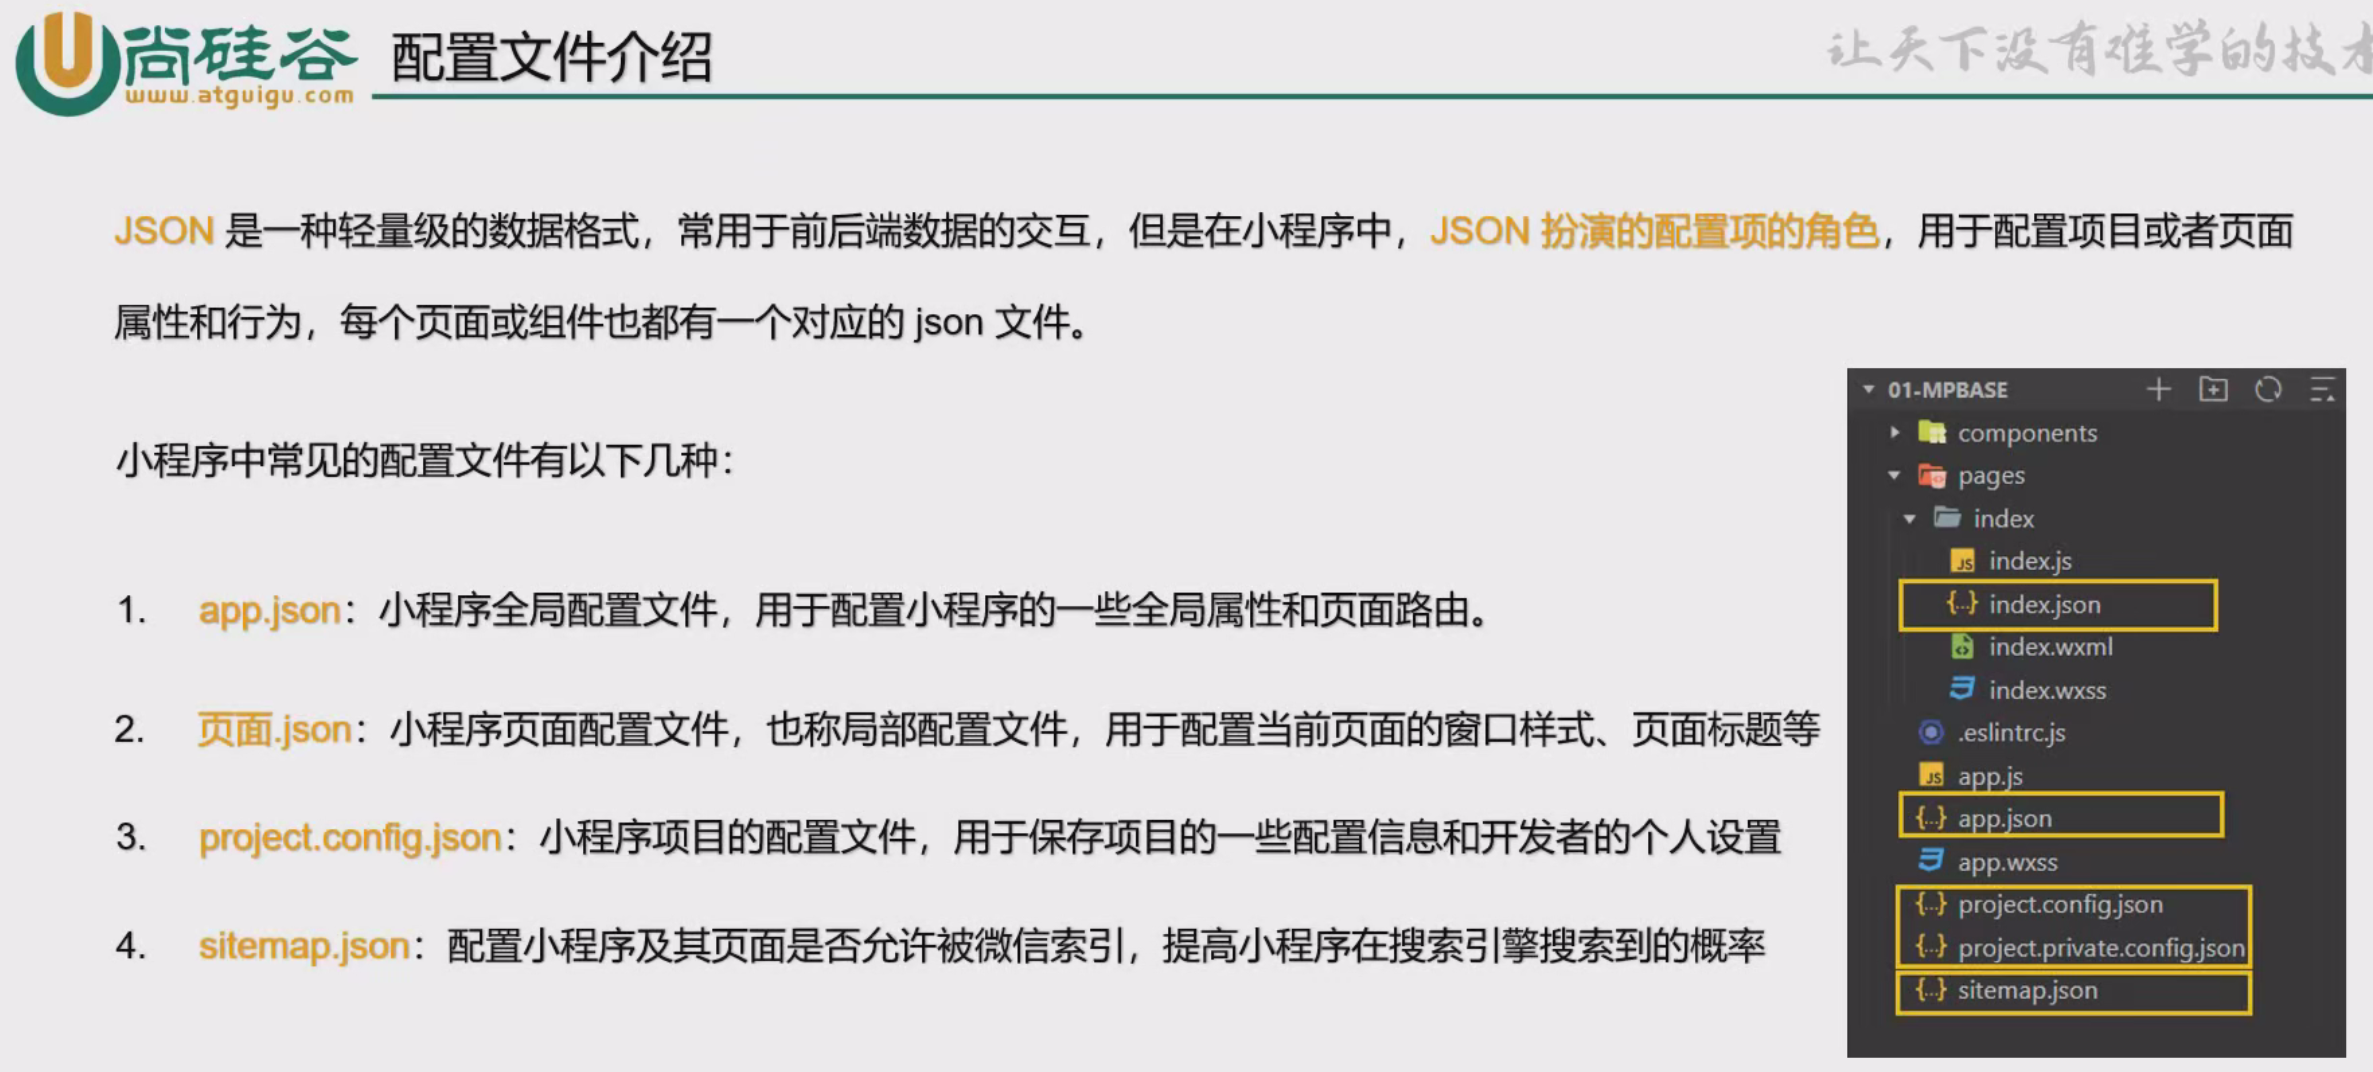 尚硅谷
www.atguigu.com
配置文件介绍
让天下没有难学的技术
JSON 是一种轻量级的数据格式，常用于前后端数据的交互，但是在小程序中，JSON 扮演的配置项的角色，用于配置项目或者页面
属性和行为，每个页面或组件也都有一个对应的 json 文件。
小程序中常见的配置文件有以下几种：
1. app.json：小程序全局配置文件，用于配置小程序的一些全局属性和页面路由。
2. 页面.json：小程序页面配置文件，也称局部配置文件，用于配置当前页面的窗口样式、页面标题等
3. project.config.json：小程序项目的配置文件，用于保存项目的一些配置信息和开发者的个人设置
4. sitemap.json：配置小程序及其页面是否允许被微信索引，提高小程序在搜索引擎搜索到的概率
01-MPBASE
components
pages
index
JS index.js
{..} index.json
index.wxml
index.wxss
.eslintrc.js
JS app.js
{..} app.json
app.wxss
{..} project.config.json
{..} project.private.config.json
{..} sitemap.json